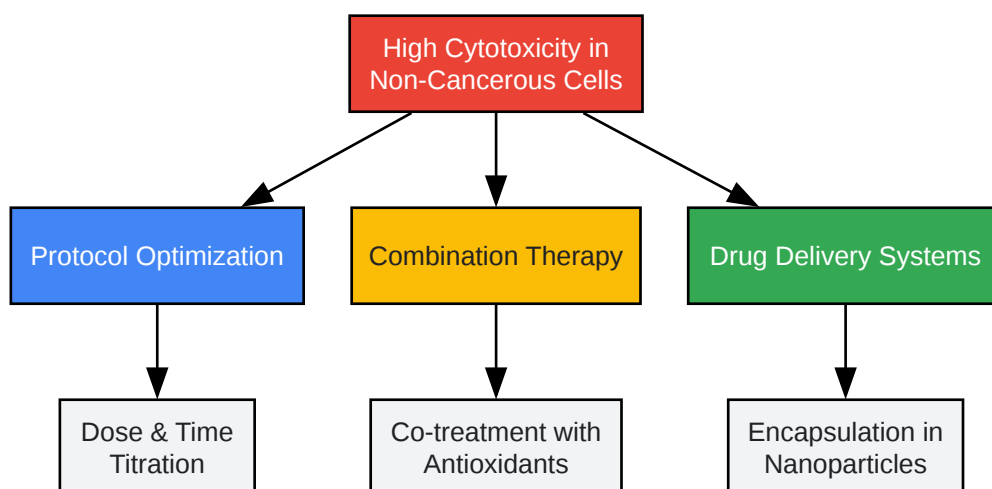 High Cytotoxicity in
Non-Cancerous Cells
Protocol Optimization
Combination Therapy
Drug Delivery Systems
Dose & Time
Titration
Co-treatment with
Antioxidants
Encapsulation in
Nanoparticles